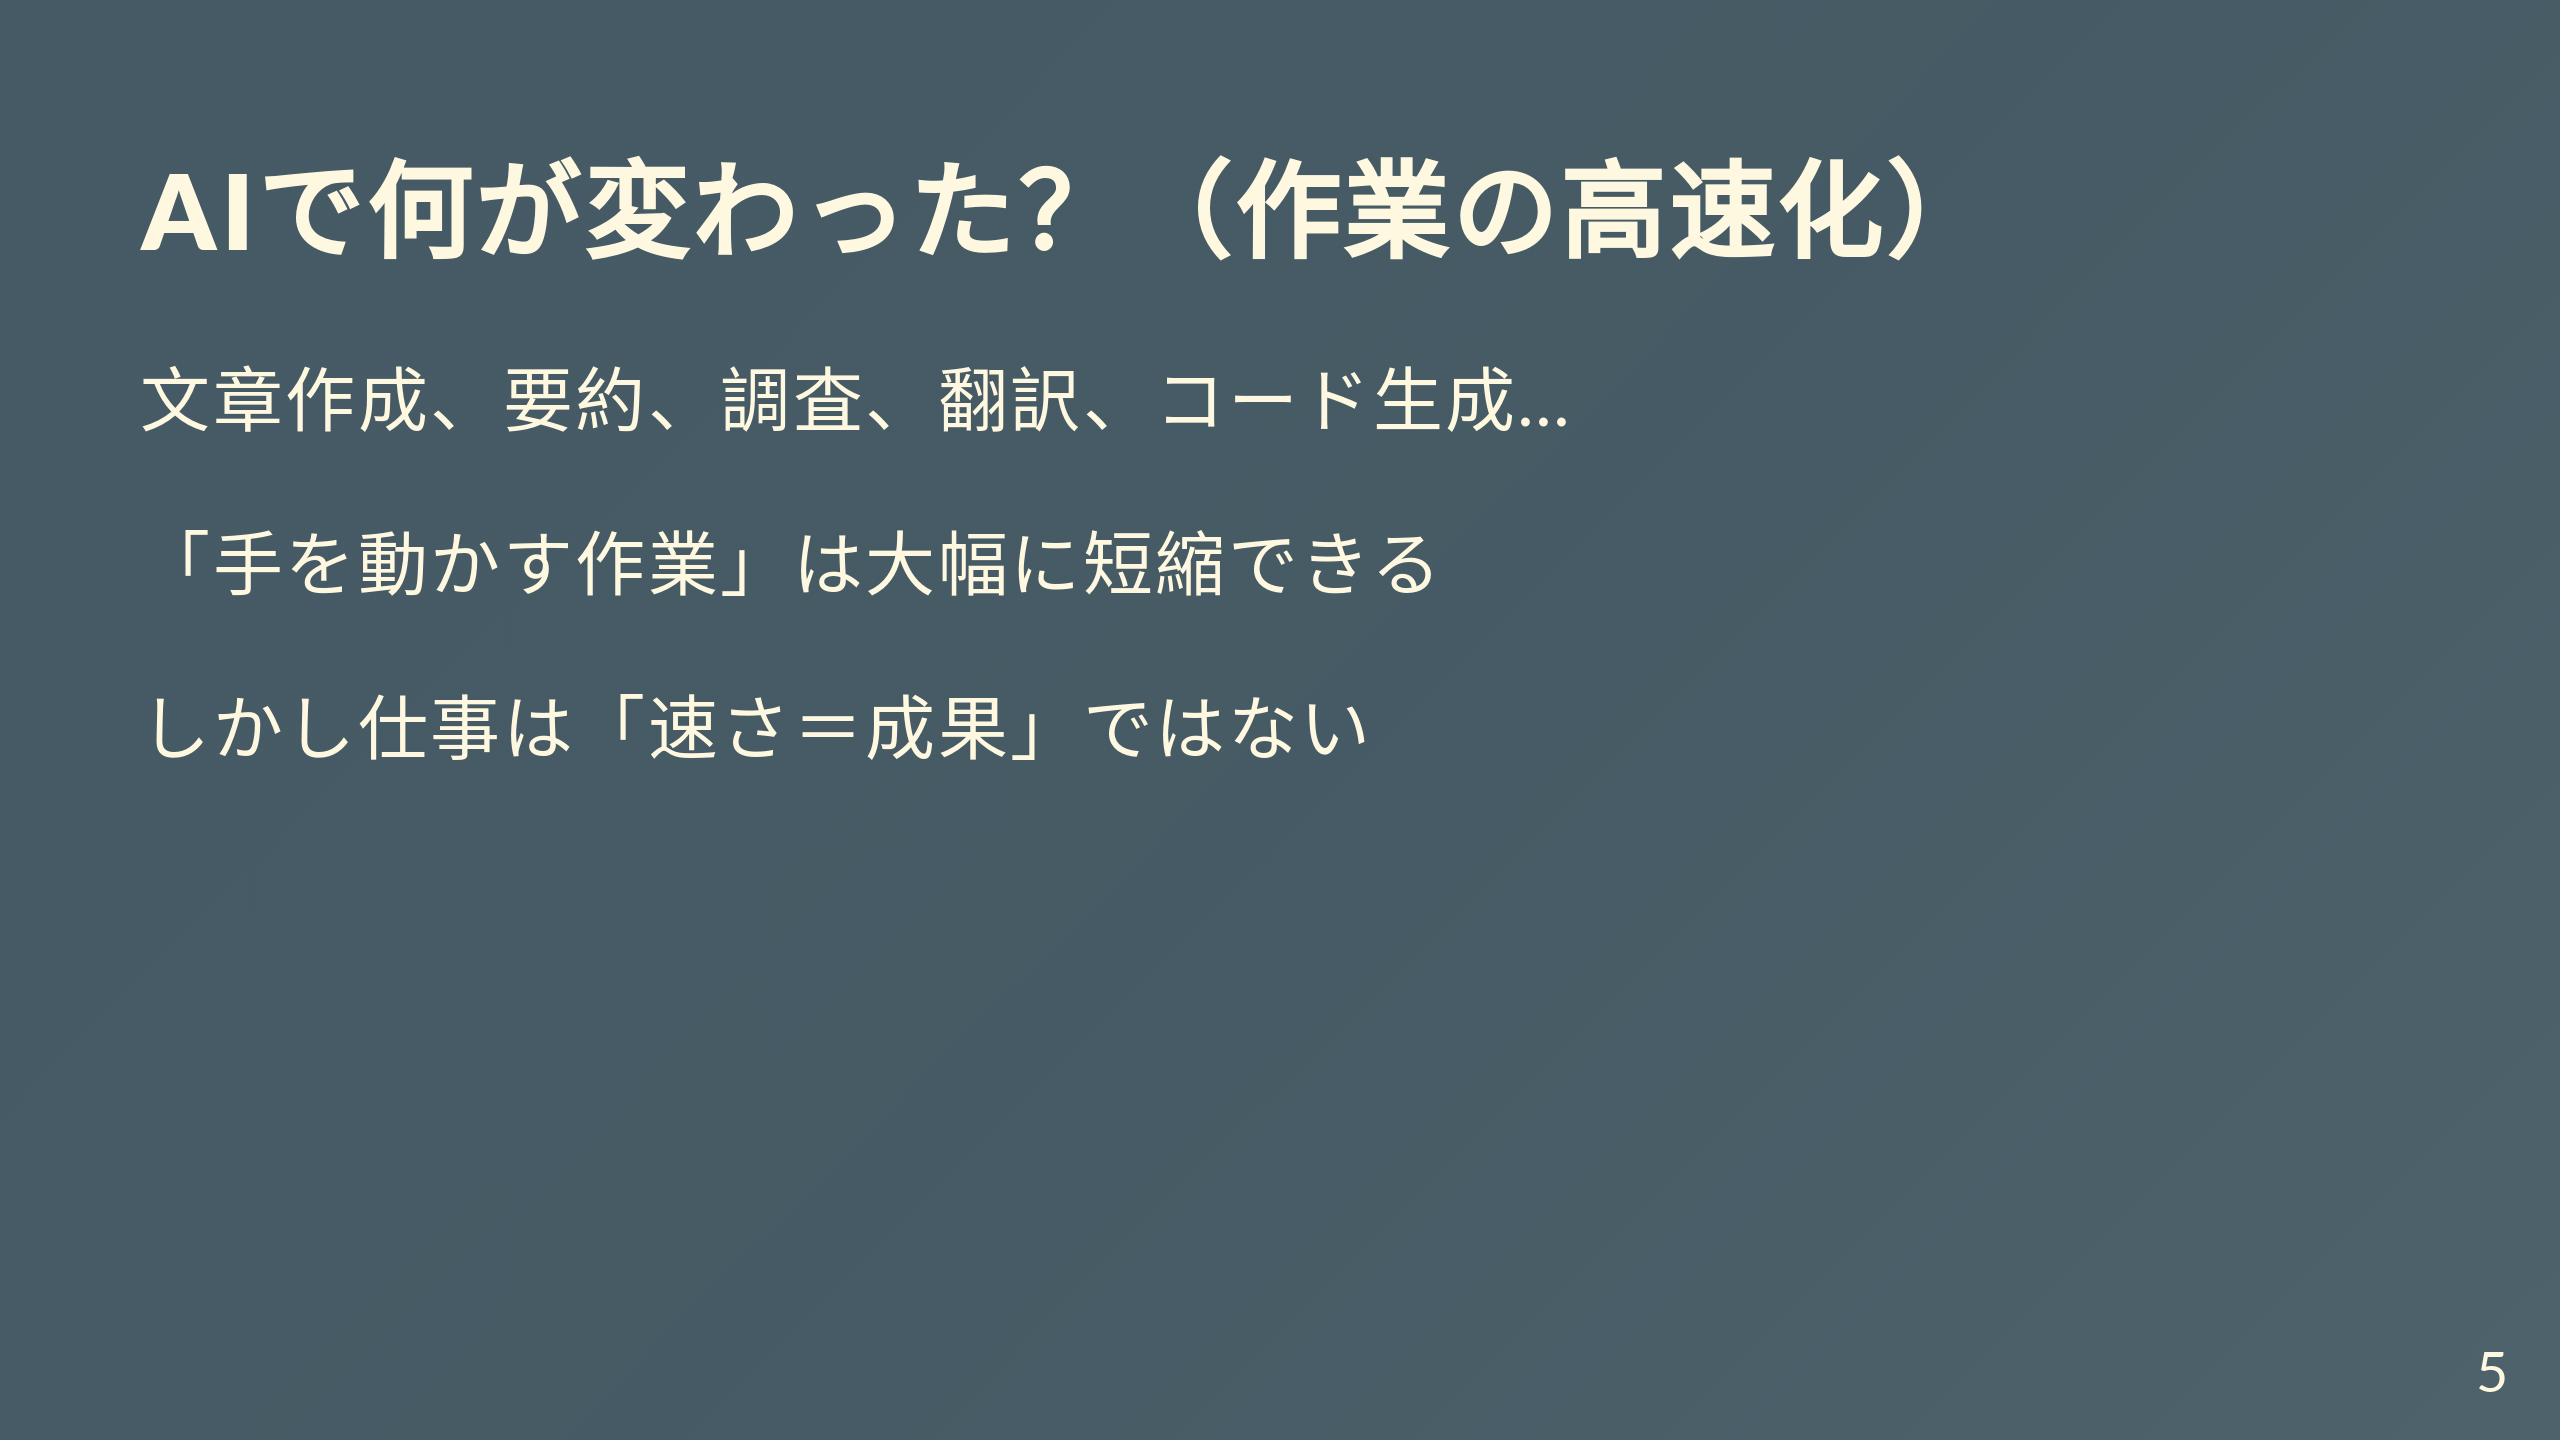 AIで何が変わった？（作業の高速化）
文章作成、要約、調査、翻訳、コード生成…
「手を動かす作業」は大幅に短縮できる
しかし仕事は「速さ＝成果」ではない
5